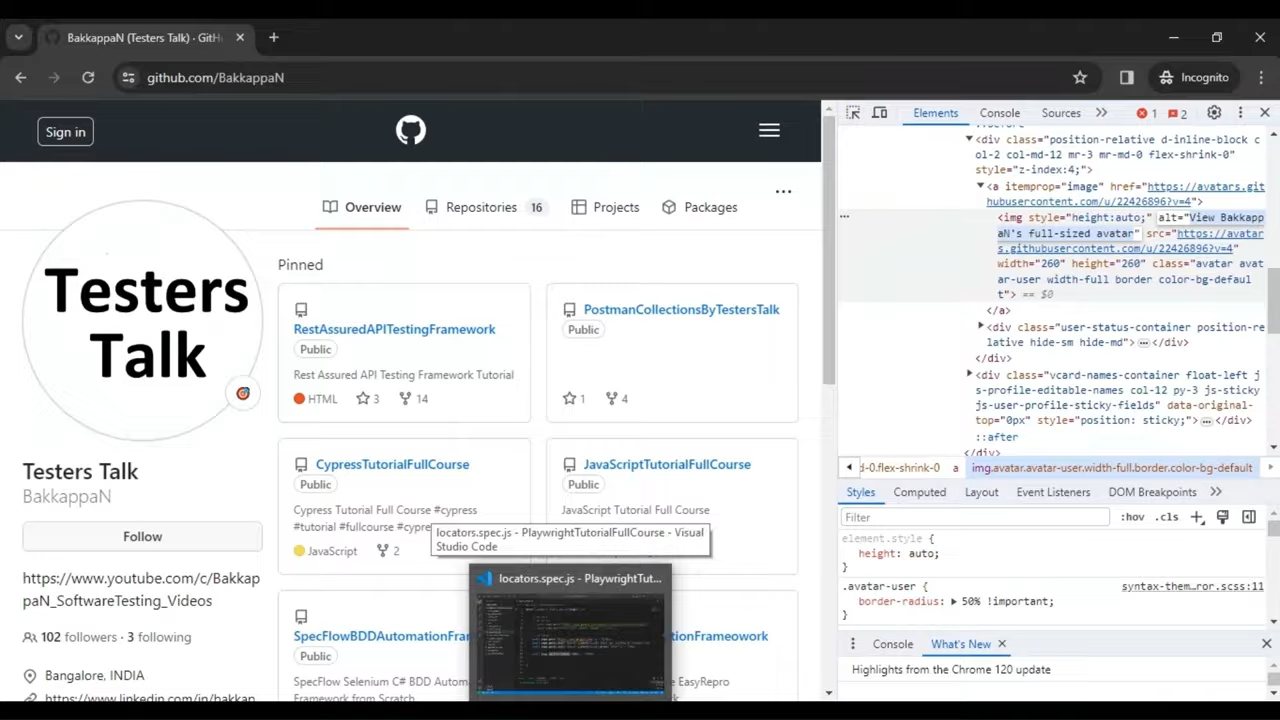 BakkappaN (Testers Talk) · GitH
github.com/BakkappaN
Incognito
Sign in
Overview
Repositories 16
Projects
Packages
Testers
Talk
Testers Talk
BakkappaN
Follow
https://www.youtube.com/c/Bakkap
paN_SoftwareTesting_Videos
102 followers · 3 following
Bangalore, INDIA
Pinned
RestAssuredAPITestingFramework
Public
Rest Assured API Testing Framework Tutorial
HTML 3 14
PostmanCollectionsByTestersTalk
Public
1 4
CypressTutorialFullCourse
Public
Cypress Tutorial Full Course #cypress
#tutorial #fullcourse #cypre
JavaScript 2
JavaScriptTutorialFullCourse
Public
JavaScript Tutorial Full Course
locators.spec.js - PlaywrightTutorialFullCourse - Visual
Studio Code
locators.spec.js - PlaywrightTut...
SpecFlowBDDAutomationFra
Public
SpecFlow Selenium C# BDD Autom
Framework from Scratch
nFrameowork
e EasyRepro
Elements
Console
Sources
1
2
<div class="position-relative d-inline-block c
ol-2 col-md-12 mr-3 mr-md-0 flex-shrink-0"
style="z-index:4;">
<a itemprop="image" href="https://avatars.git
hubusercontent.com/u/22426896?v=4">
<img style="height:auto;" alt="View Bakkapp
aN's full-sized avatar" src="https://avatar
s.githubusercontent.com/u/22426896?v=4"
width="260" height="260" class="avatar avat
ar-user width-full border color-bg-defaul
t"> == $0
</a>
<div class="user-status-container position-re
lative hide-sm hide-md"> … </div>
</div>
<div class="vcard-names-container float-left j
s-profile-editable-names col-12 py-3 js-sticky
js-user-profile-sticky-fields" data-original-
top="0px" style="position: sticky;"> … </div>
::after
</div>
d-0.flex-shrink-0
a
img.avatar.avatar-user.width-full.border.color-bg-default
Styles
Computed
Layout
Event Listeners
DOM Breakpoints
Filter
:hov
.cls
element.style {
height: auto;
}
.avatar-user
syntax-them…or.scss:11
!important;
Console
What's New
Highlights from the Chrome 120 update